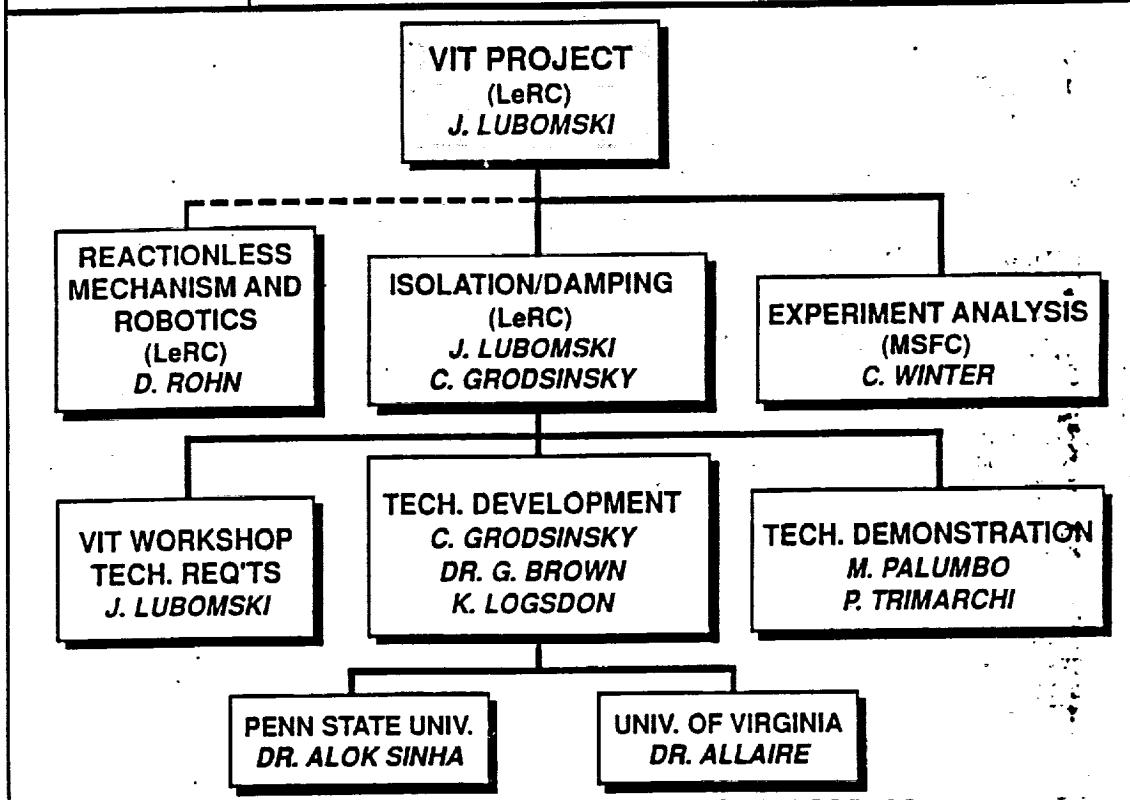 VIT PROJECT
(LeRC)
J. LUBOMSKI
REACTIONLESS
MECHANISM AND
ROBOTICS
(LeRC)
D. ROHN
ISOLATION/DAMPING
(LeRC)
J. LUBOMSKI
C. GRODSINSKY
EXPERIMENT ANALYSIS
(MSFC)
C. WINTER
VIT WORKSHOP
TECH. REQ'TS
J. LUBOMSKI
TECH. DEVELOPMENT
C. GRODSINSKY
DR. G. BROWN
K. LOGSDON
TECH. DEMONSTRATION
M. PALUMBO
P. TRIMARCHI
PENN STATE UNIV.
DR. ALOK SINHA
UNIV. OF VIRGINIA
DR. ALLAIRE